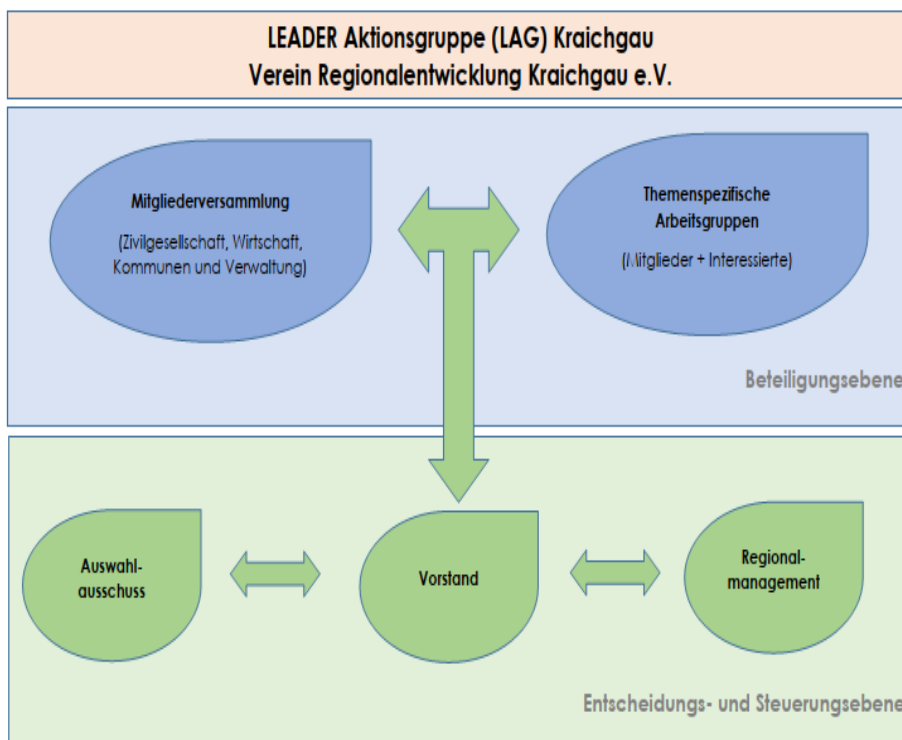 LEADER Aktionsgruppe (LAG) Kraichgau
Verein Regionalentwicklung Kraichgau e.V.
Mitgliederversammlung
(Zivilgesellschaft, Wirtschaft,
Kommunen und Verwaltung)
Themenspezifische
Arbeitsgruppen
(Mitglieder + Interessierte)
Beteiligungsebene
Auswahl-
ausschuss
Vorstand
Regional-
management
Entscheidungs- und Steuerungsebene